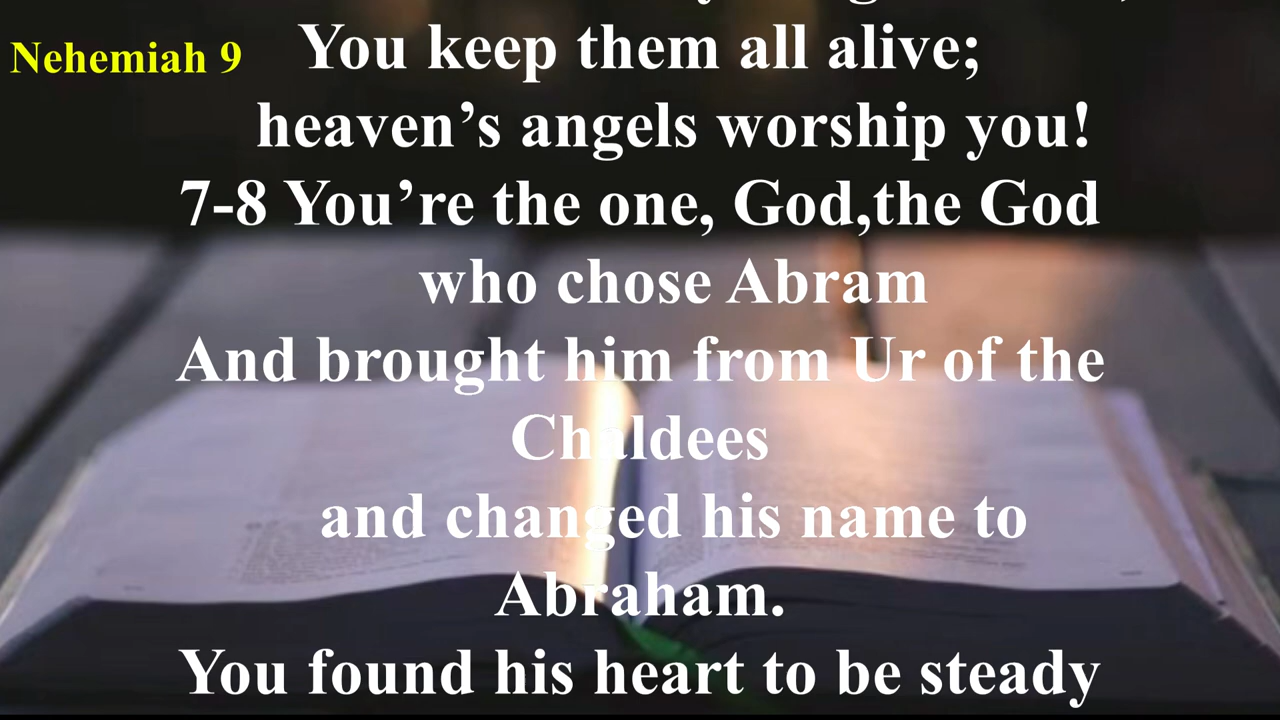 Nehemiah 9
You keep them all alive;
heaven’s angels worship you!
7-8 You’re the one, God,the God
who chose Abram
And brought him from Ur of the
Chaldees
and changed his name to
Abraham.
You found his heart to be steady